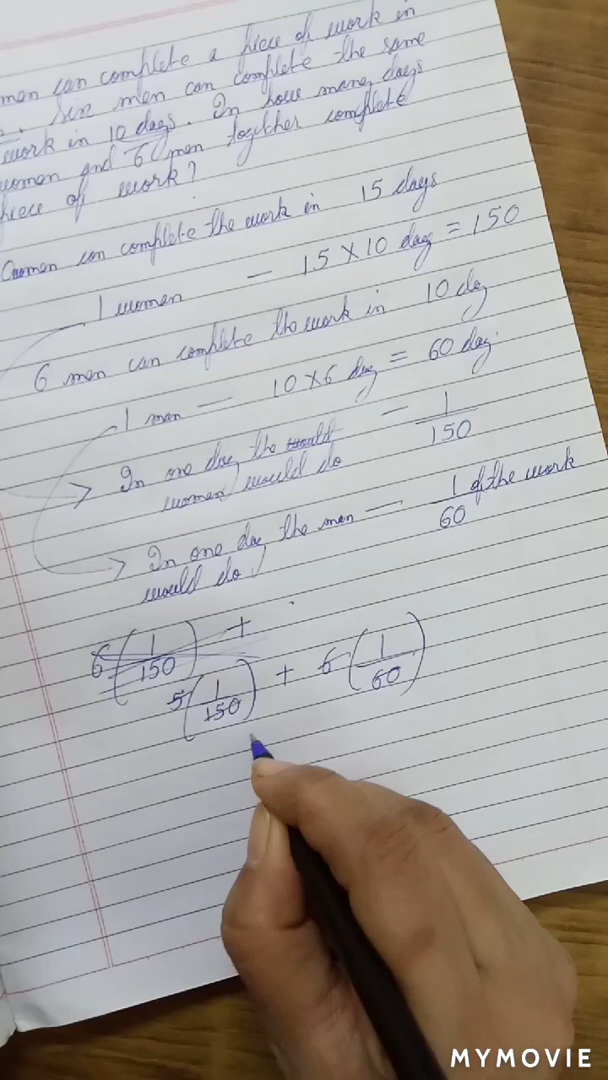 men can complete a piece of work in
Six men can complete the same
work in 10 days. In how many days
women and 6 men together complete
piece of work?
women can complete the work in 15 days
1 women — 15 × 10 day = 150
6 men can complete the work in 10 day
1 man — 10 × 6 day = 60 day.
In one day the would — 1/150
women would do
In one day the men — 1/60 of the work
would do
6(1/150) +
5(1/150) + 6(1/60)
MYMOVIE